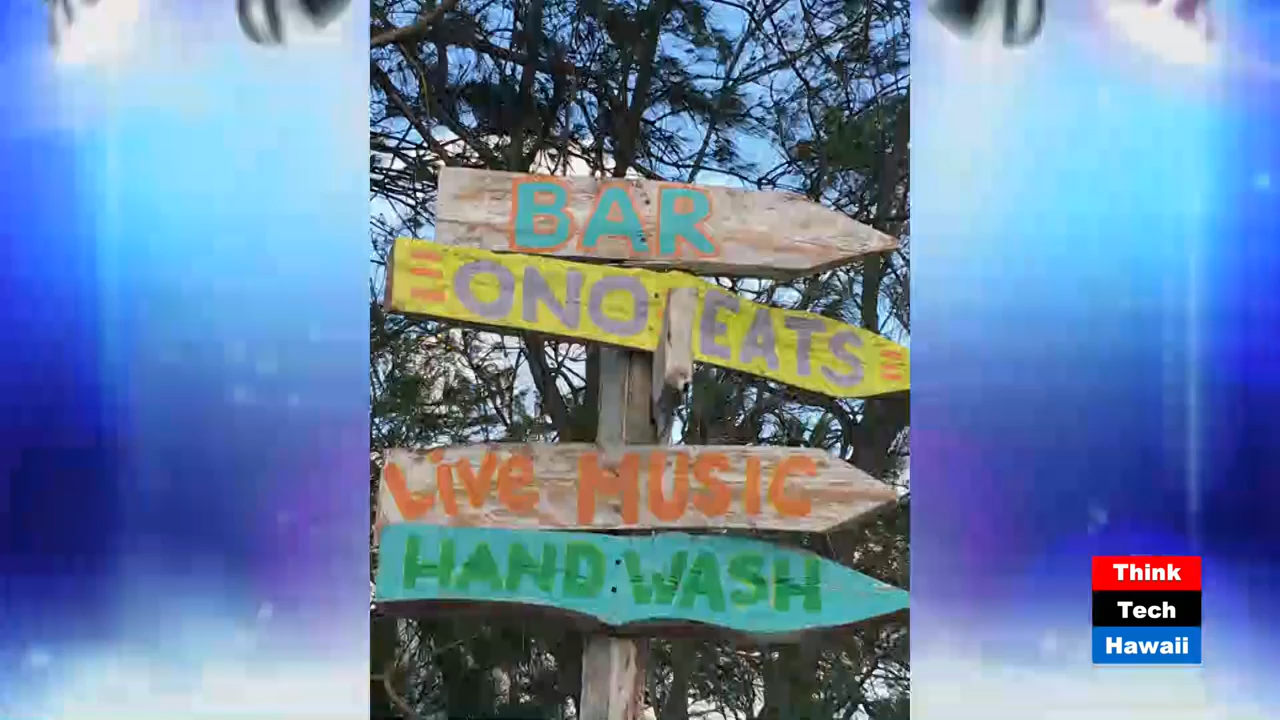 BAR
ONO EATS
Live MUSIC
HAND WASH
Think
Tech
Hawaii